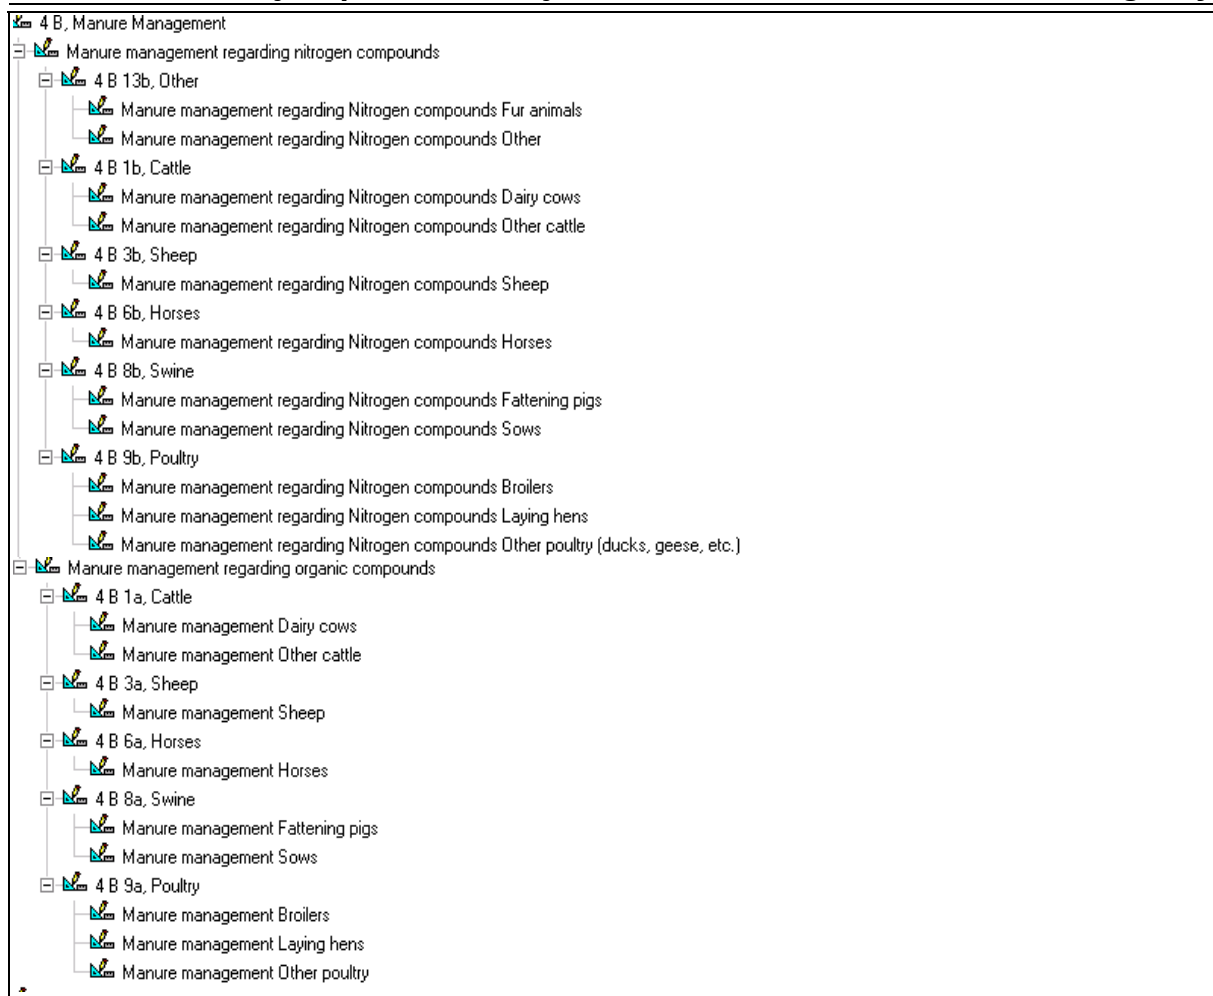 4 B, Manure Management
Manure management regarding nitrogen compounds
4 B 13b, Other
Manure management regarding Nitrogen compounds Fur animals
Manure management regarding Nitrogen compounds Other
4 B 1b, Cattle
Manure management regarding Nitrogen compounds Dairy cows
Manure management regarding Nitrogen compounds Other cattle
4 B 3b, Sheep
Manure management regarding Nitrogen compounds Sheep
4 B 6b, Horses
Manure management regarding Nitrogen compounds Horses
4 B 8b, Swine
Manure management regarding Nitrogen compounds Fattening pigs
Manure management regarding Nitrogen compounds Sows
4 B 9b, Poultry
Manure management regarding Nitrogen compounds Broilers
Manure management regarding Nitrogen compounds Laying hens
Manure management regarding Nitrogen compounds Other poultry (ducks, geese, etc.)
Manure management regarding organic compounds
4 B 1a, Cattle
Manure management Dairy cows
Manure management Other cattle
4 B 3a, Sheep
Manure management Sheep
4 B 6a, Horses
Manure management Horses
4 B 8a, Swine
Manure management Fattening pigs
Manure management Sows
4 B 9a, Poultry
Manure management Broilers
Manure management Laying hens
Manure management Other poultry